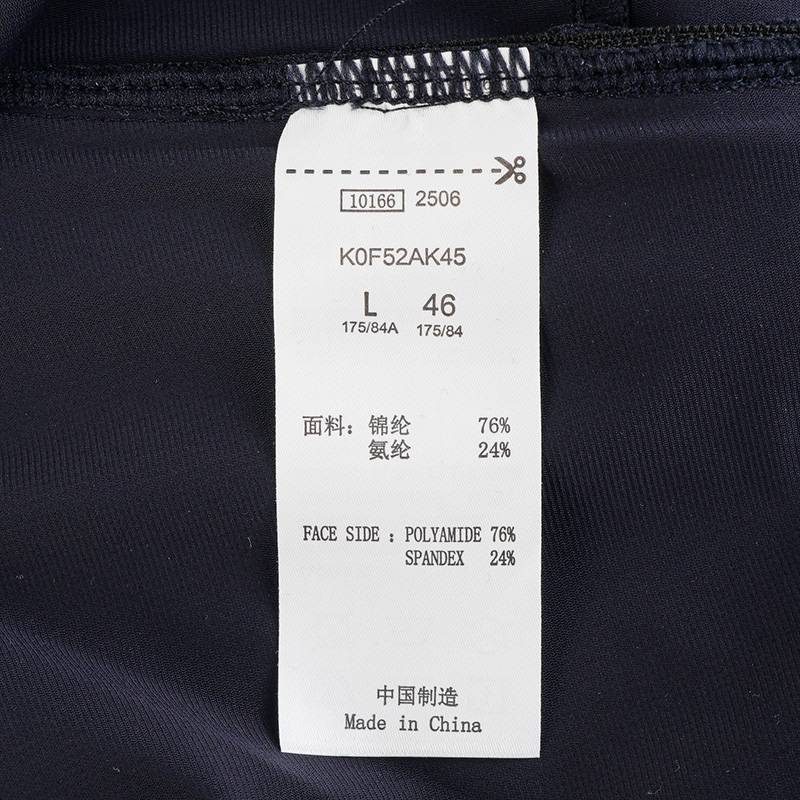 10166 2506
K0F52AK45
L 46
175/84A 175/84
面料：锦纶 76%
氨纶 24%
FACE SIDE : POLYAMIDE 76%
SPANDEX 24%
中国制造
Made in China